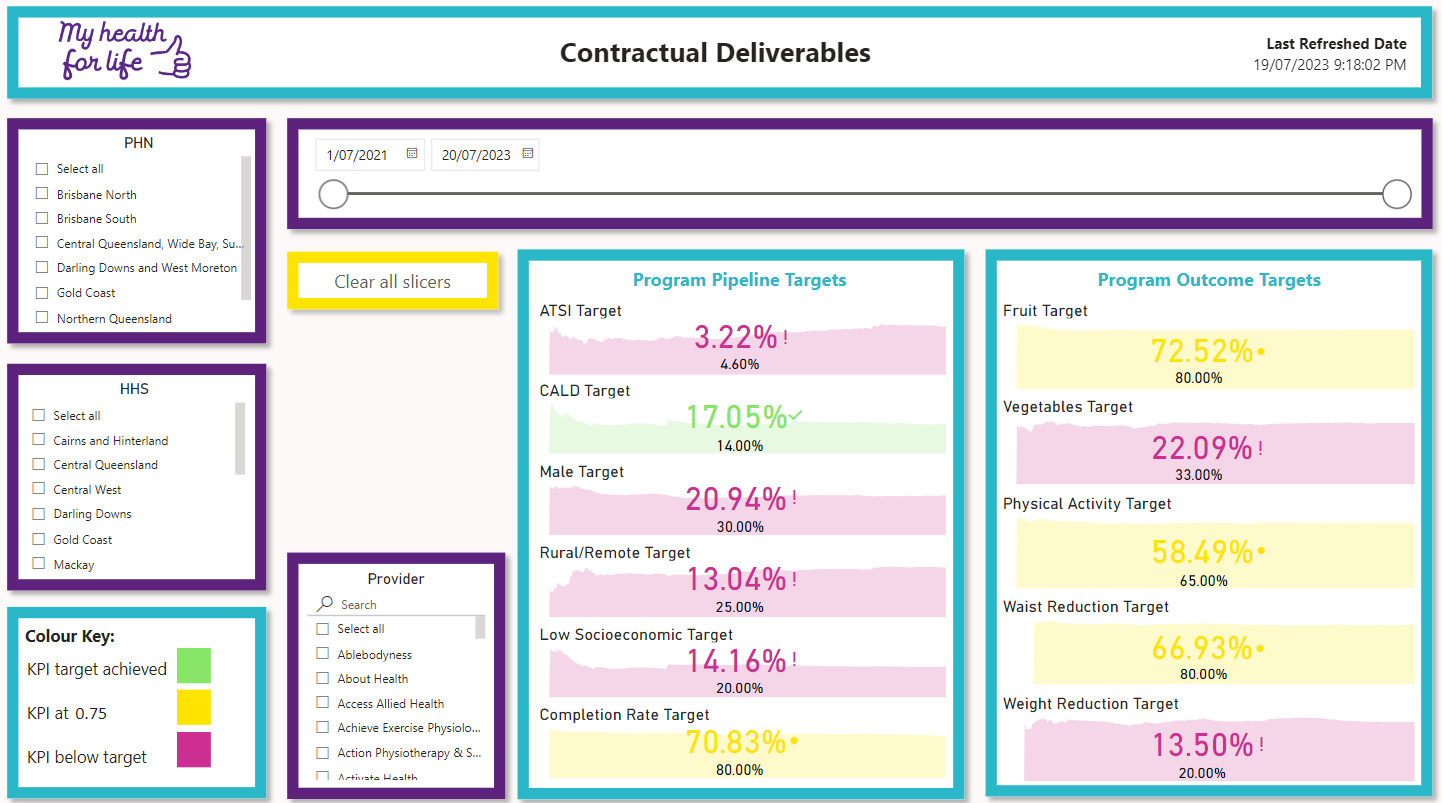 My health
for life
Contractual Deliverables
Last Refreshed Date
19/07/2023 9:18:02 PM
PHN
Select all
Brisbane North
Brisbane South
Central Queensland, Wide Bay, Su...
Darling Downs and West Moreton
Gold Coast
Northern Queensland
1/07/2021
20/07/2023
HHS
Select all
Cairns and Hinterland
Central Queensland
Central West
Darling Downs
Gold Coast
Mackay
Colour Key:
KPI target achieved
KPI at 0.75
KPI below target
Clear all slicers
Provider
Search
Select all
Ablebodyness
About Health
Access Allied Health
Achieve Exercise Physiolo...
Action Physiotherapy & S...
Activate Health
Program Pipeline Targets
ATSI Target
3.22% !
4.60%
CALD Target
17.05%
14.00%
Male Target
20.94% !
30.00%
Rural/Remote Target
13.04% !
25.00%
Low Socioeconomic Target
14.16% !
20.00%
Completion Rate Target
70.83%
80.00%
Program Outcome Targets
Fruit Target
72.52%
80.00%
Vegetables Target
22.09% !
33.00%
Physical Activity Target
58.49%
65.00%
Waist Reduction Target
66.93%
80.00%
Weight Reduction Target
13.50% !
20.00%